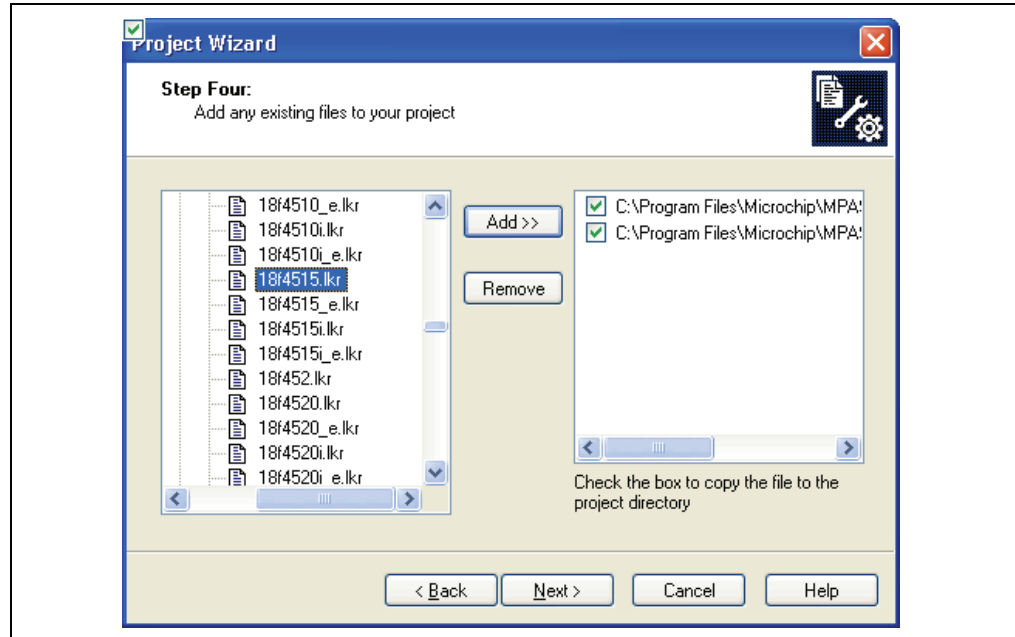 Project Wizard
Step Four:
Add any existing files to your project
18f4510_e.lkr
18f4510i.lkr
18f4510i_e.lkr
18f4515.lkr
18f4515_e.lkr
18f4515i.lkr
18f4515i_e.lkr
18f452.lkr
18f4520.lkr
18f4520_e.lkr
18f4520i.lkr
18f4520i_e.lkr
Add >>
Remove
C:\Program Files\Microchip\MPAS
C:\Program Files\Microchip\MPAS
Check the box to copy the file to the
project directory
< Back
Next >
Cancel
Help